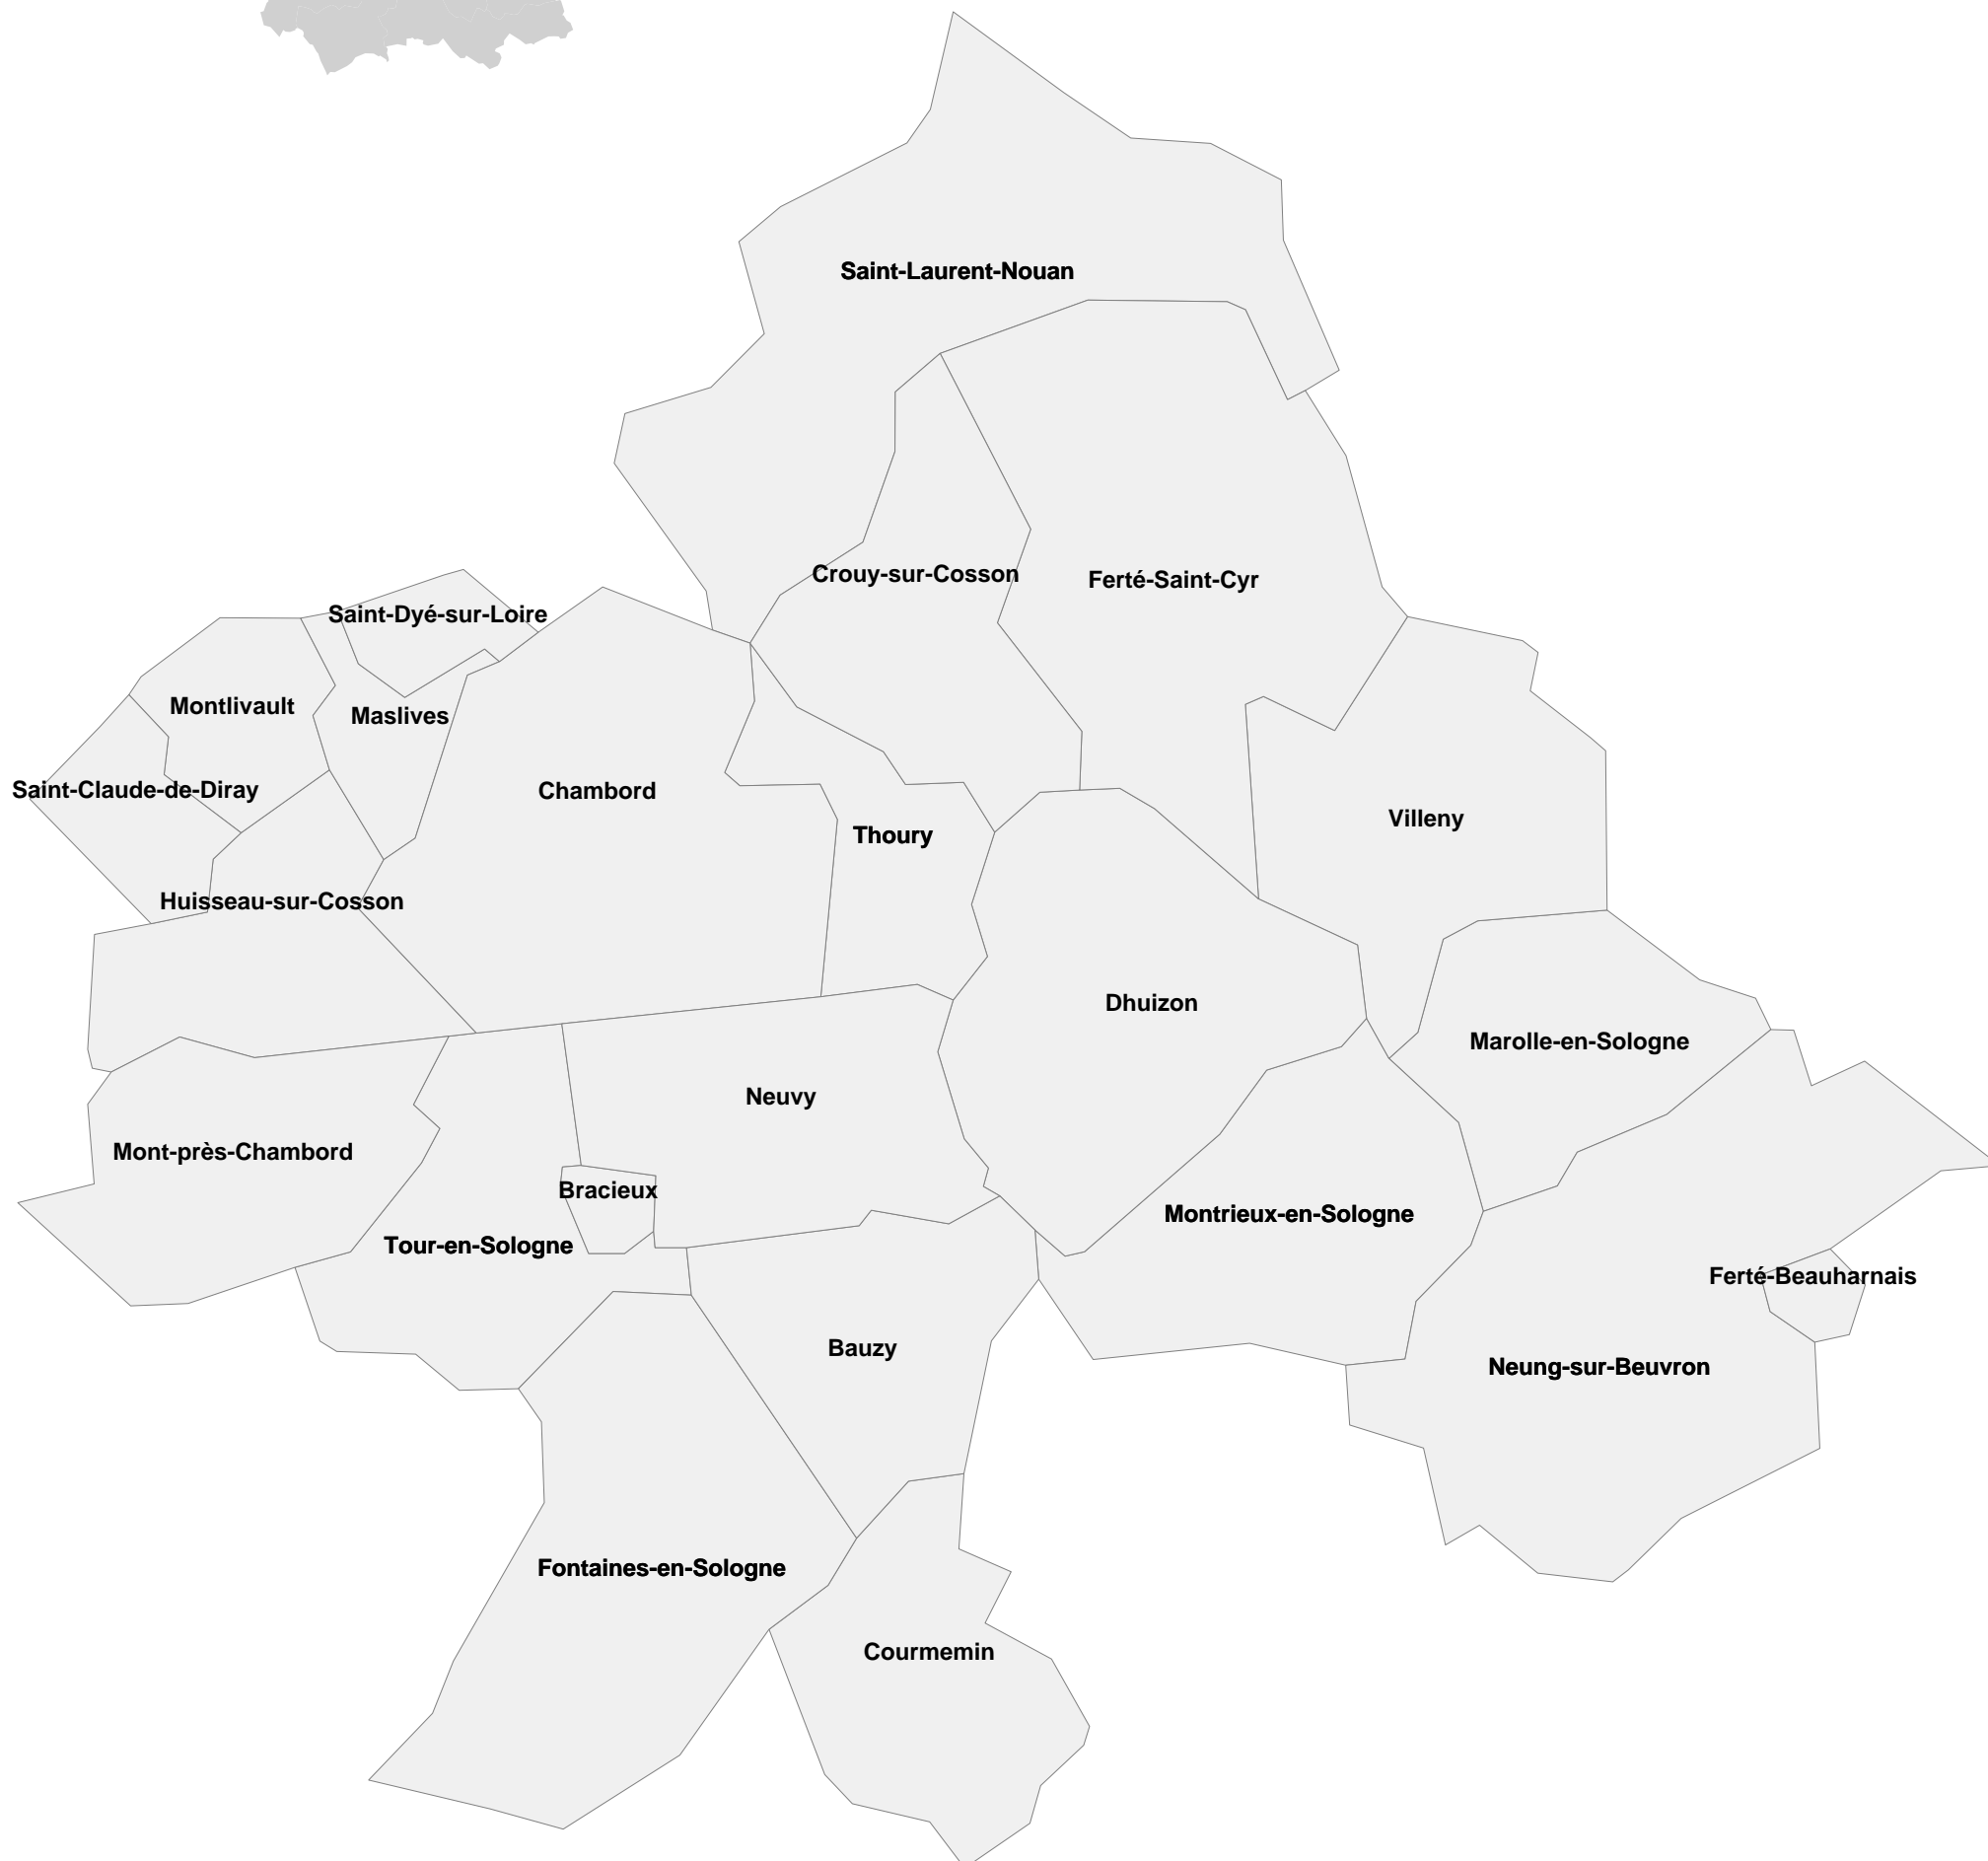 Saint-Laurent-Nouan
Crouy-sur-Cosson
Ferté-Saint-Cyr
Saint-Dyé-sur-Loire
Montlivault
Maslives
Saint-Claude-de-Diray
Chambord
Villeny
Thoury
Huisseau-sur-Cosson
Dhuizon
Marolle-en-Sologne
Neuvy
Mont-près-Chambord
Bracieux
Montrieux-en-Sologne
Tour-en-Sologne
Ferté-Beauharnais
Bauzy
Neung-sur-Beuvron
Fontaines-en-Sologne
Courmemin